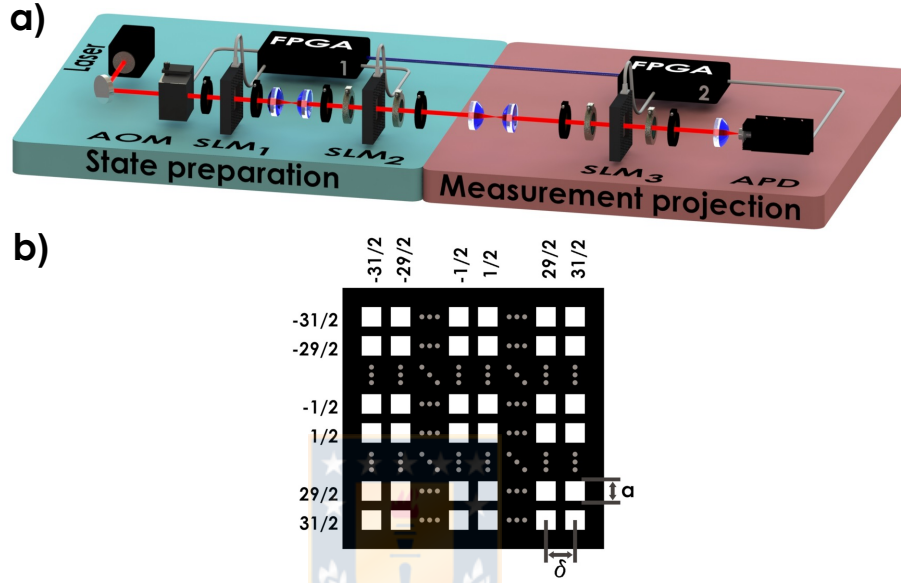 a)
Laser
FPGA
1
FPGA
2
AOM
SLM1
SLM2
SLM3
APD
State preparation
Measurement projection
b)
-31/2 -29/2 -1/2 1/2 29/2 31/2
-31/2
-29/2
-1/2
1/2
29/2
31/2
a
δ